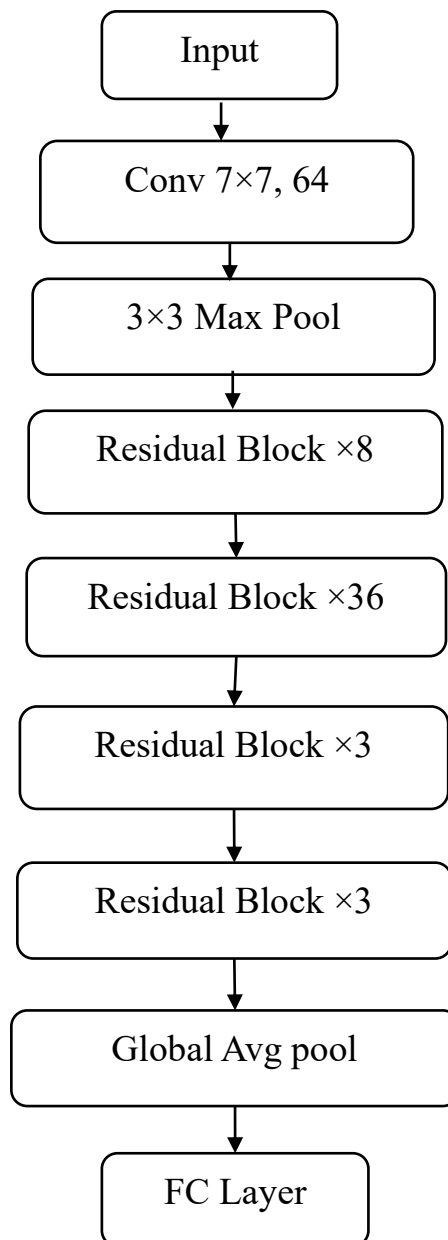 Input
Conv 7×7, 64
3×3 Max Pool
Residual Block ×8
Residual Block ×36
Residual Block ×3
Residual Block ×3
Global Avg pool
FC Layer